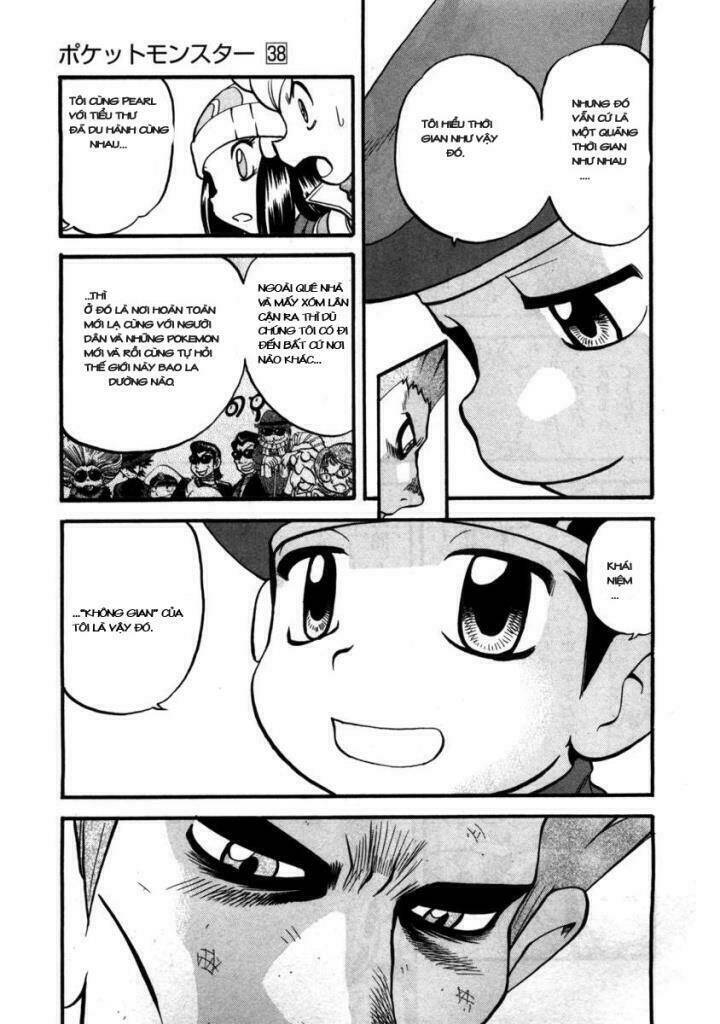 ポケットモンスター 38
NHƯNG ĐÓ
VẪN CỨ LÀ
MỘT QUÃNG
THỜI GIAN
NHƯ NHAU
....
TÔI HIỂU THỜI
GIAN NHƯ VẬY
ĐÓ.
TÔI CÙNG PEARL
VỚI TIỂU THƯ
ĐÃ DU HÀNH CÙNG
NHAU...
NGOÀI QUÊ NHÀ
VÀ MẤY XÓM LÂN
CẬN RA THÌ DÙ
CHÚNG TÔI CÓ ĐI
ĐẾN BẤT CỨ NƠI
NÀO KHÁC...
...THÌ
Ở ĐÓ LÀ NƠI HOÀN TOÀN
MỚI LẠ CÙNG VỚI NGƯỜI
DÂN VÀ NHỮNG POKEMON
MỚI VÀ RỒI CŨNG TỰ HỎI
THẾ GIỚI NÀY BAO LA
DƯỜNG NÀO.
KHÁI
NIỆM
...
..."KHÔNG GIAN" CỦA
TÔI LÀ VẬY ĐÓ.